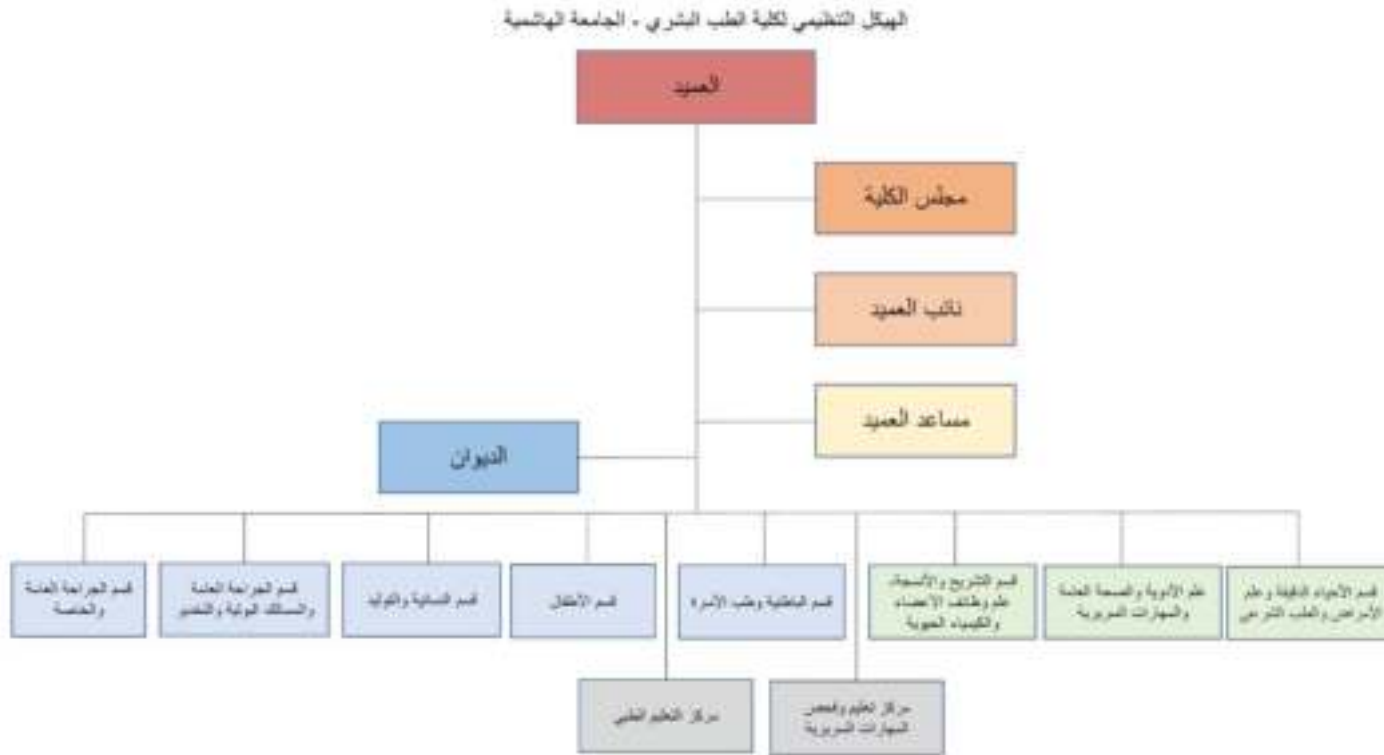 الهيكل التنظيمي لكلية الطب البشري - الجامعة الهاشمية
العميد
مجلس الكلية
نائب العميد
مساعد العميد
الديوان
قسم الأحياء الدقيقة وعلم
الأمراض والطب الشرعي
علم الأدوية والصحة العامة
والمهارات السريرية
قسم التشريح والأنسجة،
علم وظائف الأعضاء
والكيمياء الحيوية
قسم الباطنية وطب الأسرة
قسم الأطفال
قسم النسائية والتوليد
قسم الجراحة العامة
والمسالك البولية والتخدير
قسم الجراحة العامة
والخاصة
مركز تعليم وفحص
المهارات السريرية
مركز التعليم الطبي